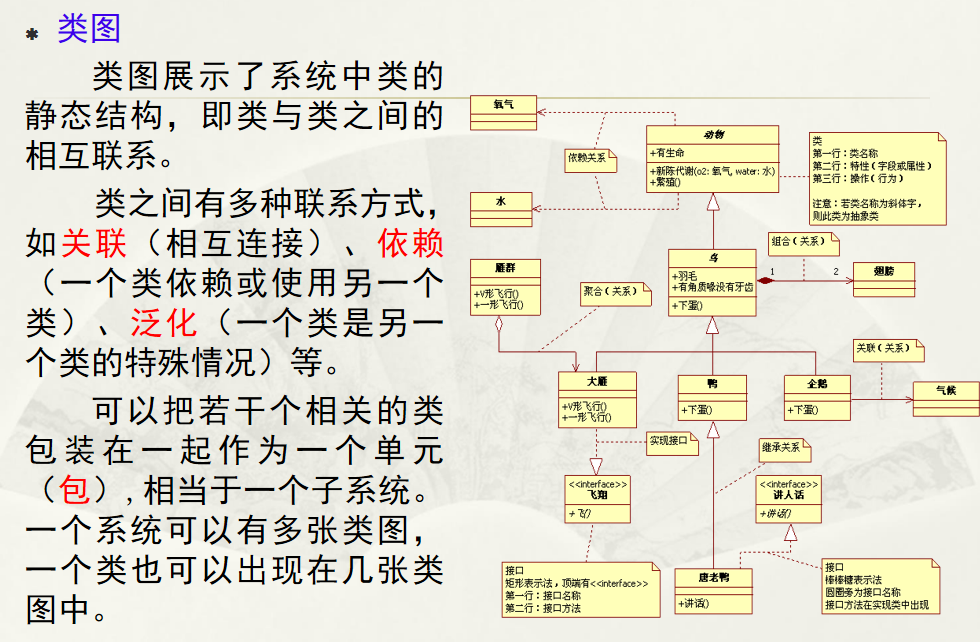 类图
类图展示了系统中类的
静态结构，即类与类之间的
相互联系。
类之间有多种联系方式，
如关联（相互连接）、依赖
（一个类依赖或使用另一个
类）、泛化（一个类是另一
个类的特殊情况）等。
可以把若干个相关的类
包装在一起作为一个单元
（包）,相当于一个子系统。
一个系统可以有多张类图，
一个类也可以出现在几张类
图中。
氧气
依赖关系
水
动物
+有生命
+新陈代谢(o2: 氧气, water: 水)
+繁殖()
类
第一行：类名称
第二行：特性（字段或属性）
第三行：操作（行为）
注意：若类名称为斜体字，
则此类为抽象类
雁群
+V形飞行()
+一形飞行()
聚合（关系）
鸟
+羽毛
+有角质喙没有牙齿
+下蛋()
组合（关系）
1
2
翅膀
大雁
+V形飞行()
+一形飞行()
鸭
+下蛋()
企鹅
+下蛋()
关联（关系）
气候
实现接口
继承关系
<<interface>>
飞翔
+飞()
<<interface>>
讲人话
+讲话()
接口
矩形表示法，顶端有<<interface>>
第一行：接口名称
第二行：接口方法
唐老鸭
+讲话()
接口
棒棒糖表示法
圆圈旁为接口名称
接口方法在实现类中出现